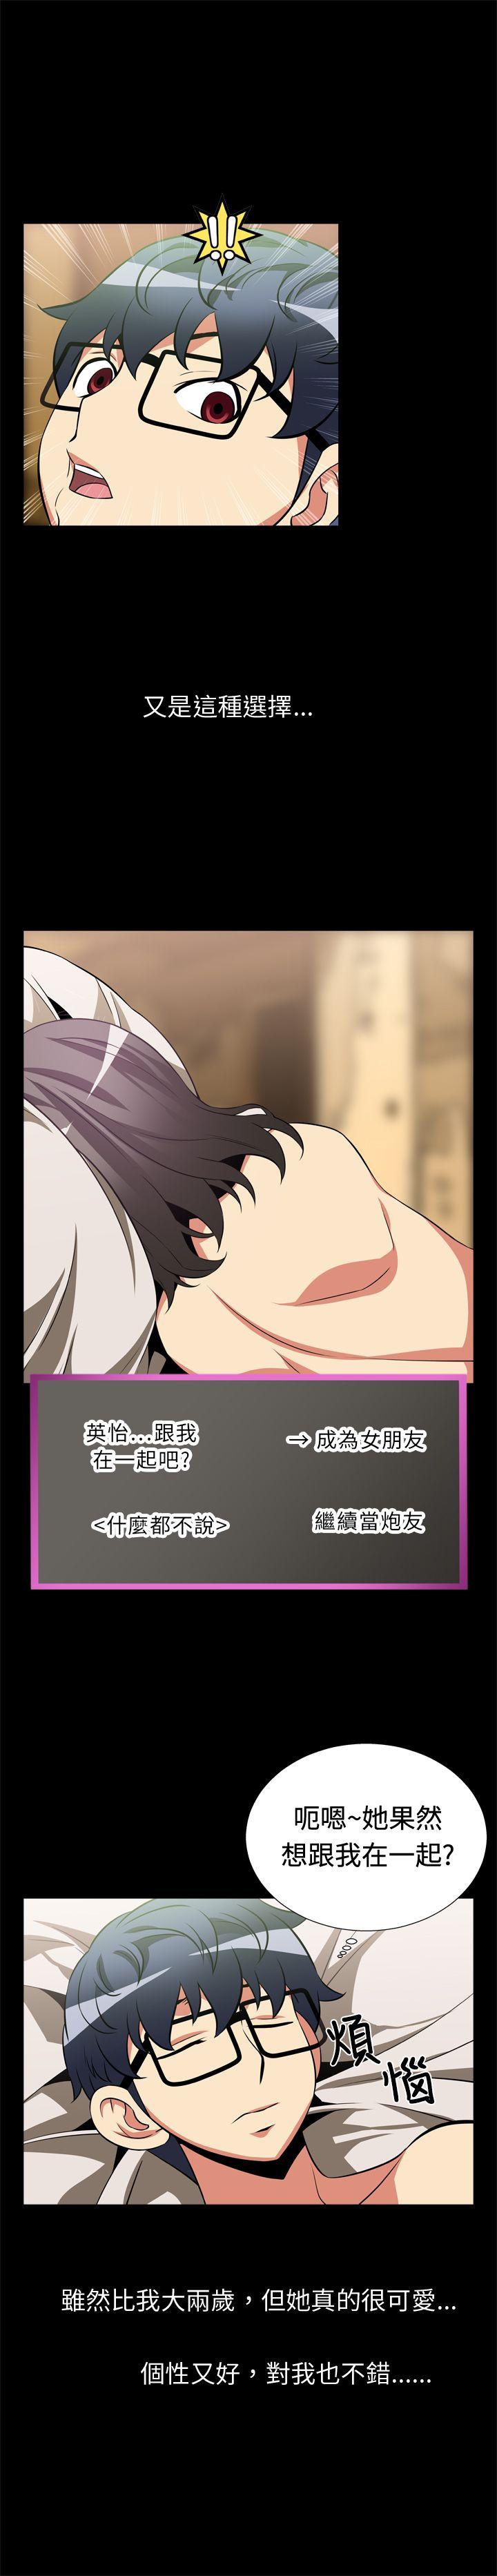 !!
又是這種選擇...
英怡...跟我
在一起吧?
→ 成為女朋友
<什麼都不說>
繼續當炮友
呃嗯~她果然
想跟我在一起?
煩惱
雖然比我大兩歲，但她真的很可愛...
個性又好，對我也不錯......